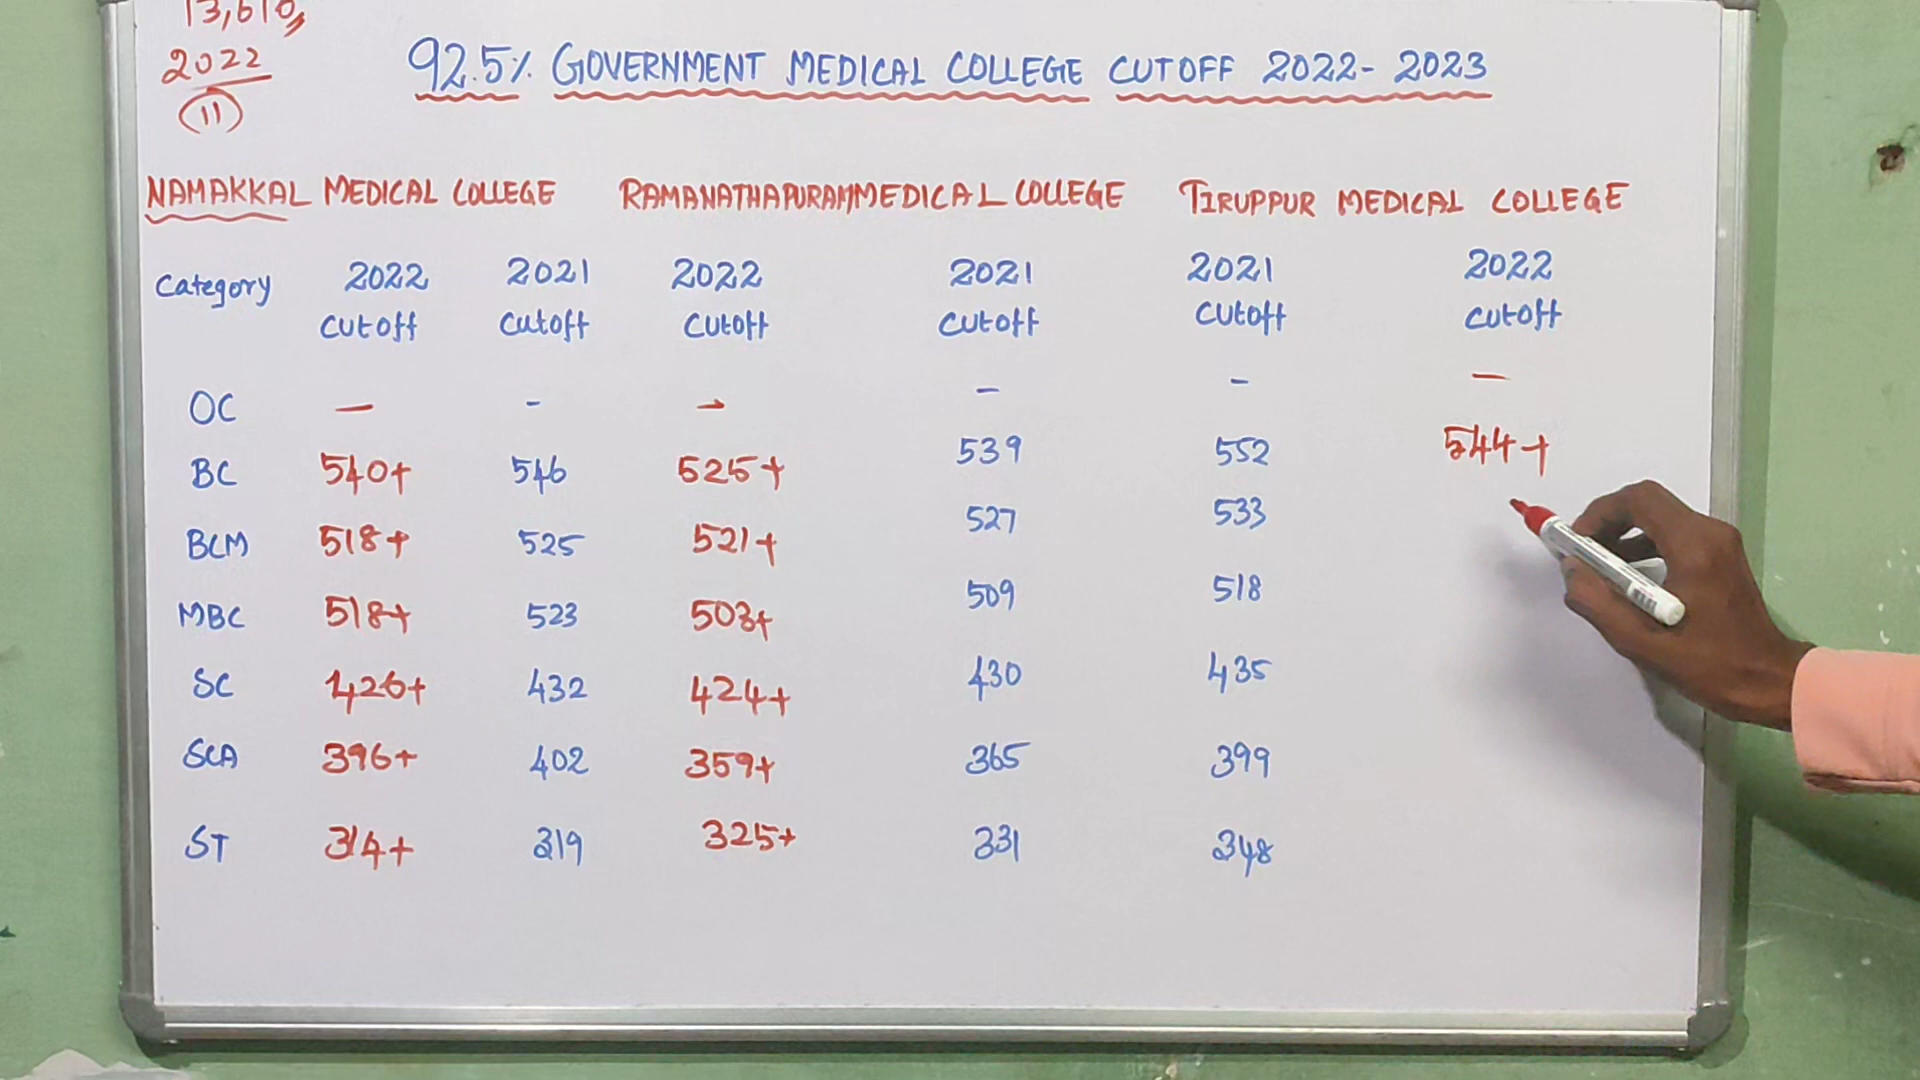 13,610,
2022
11
92.5% GOVERNMENT MEDICAL COLLEGE CUTOFF 2022-2023
NAMAKKAL MEDICAL COLLEGE RAMANATHAPURAM MEDICAL COLLEGE TIRUPPUR MEDICAL COLLEGE
Category 2022 cutoff 2021 cutoff 2022 cutoff 2021 cutoff 2021 cutoff 2022 cutoff
OC — - - - - —
BC 540+ 546 525+ 539 552 544+
BCM 518+ 525 521+ 527 533
MBC 518+ 523 503+ 509 518
SC 426+ 432 424+ 430 435
SCA 396+ 402 359+ 365 399
ST 314+ 319 325+ 331 348